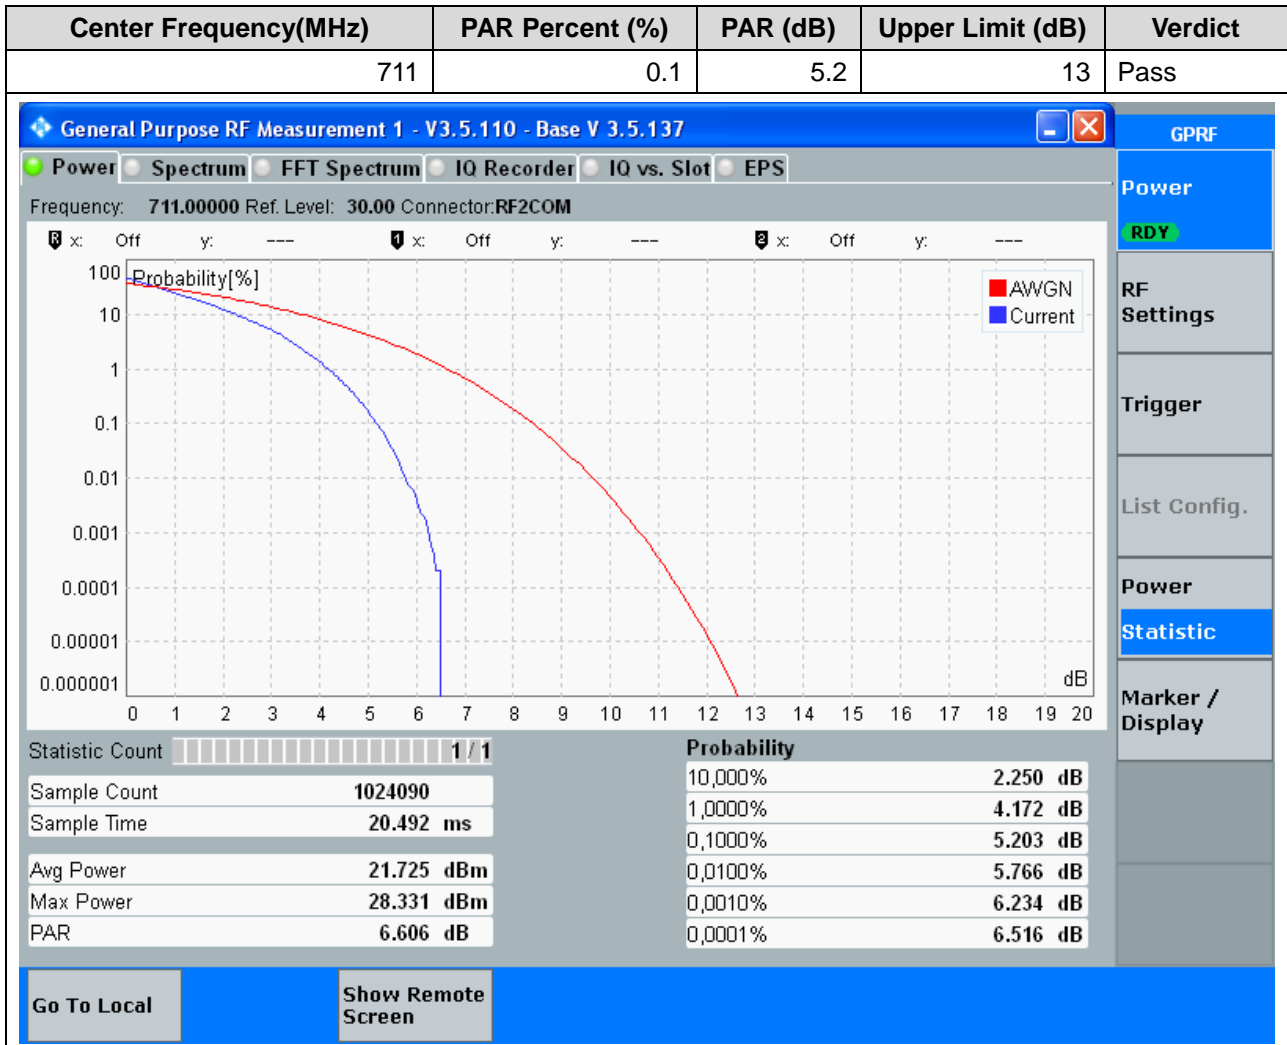 Center Frequency(MHz) PAR Percent (%) PAR (dB) Upper Limit (dB) Verdict
711 0.1 5.2 13 Pass
General Purpose RF Measurement 1 - V3.5.110 - Base V 3.5.137
GPRF
Power Spectrum FFT Spectrum IQ Recorder IQ vs. Slot EPS
Frequency: 711.00000 Ref. Level: 30.00 Connector:RF2COM
R x: Off y: --- 1 x: Off y: --- 2 x: Off y: ---
Probability[%]
100
10
1
0.1
0.01
0.001
0.0001
0.00001
0.000001
AWGN
Current
dB
0 1 2 3 4 5 6 7 8 9 10 11 12 13 14 15 16 17 18 19 20
Statistic Count 1 / 1
Sample Count 1024090
Sample Time 20.492 ms
Avg Power 21.725 dBm
Max Power 28.331 dBm
PAR 6.606 dB
Probability
10,000% 2.250 dB
1,0000% 4.172 dB
0,1000% 5.203 dB
0,0100% 5.766 dB
0,0010% 6.234 dB
0,0001% 6.516 dB
Power
RDY
RF
Settings
Trigger
List Config.
Power
Statistic
Marker /
Display
Go To Local
Show Remote
Screen